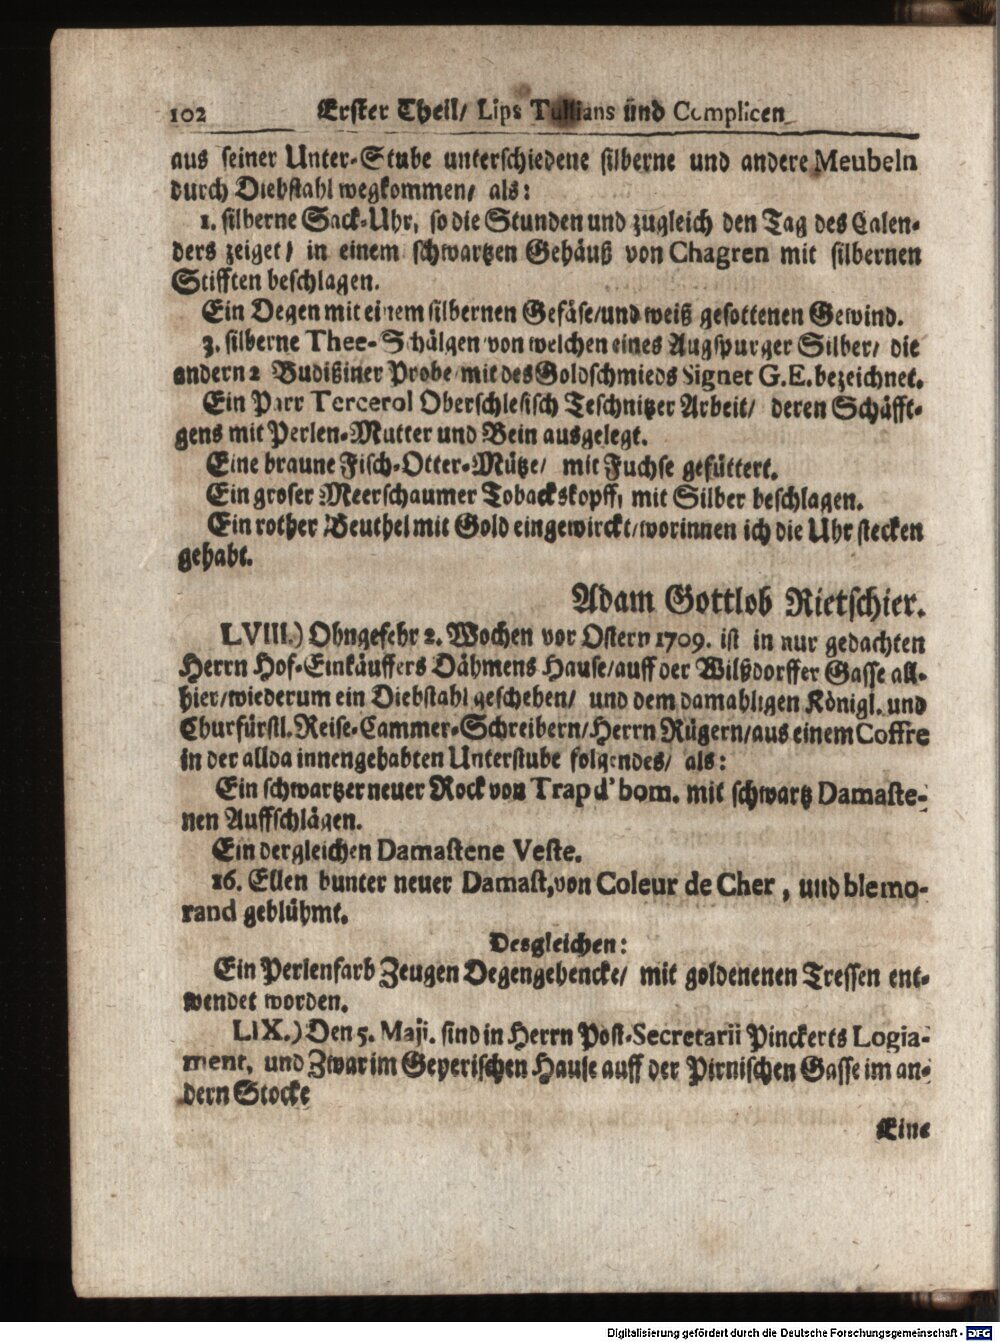 102 Erster Theil/ Lips Tullians und Complicen
aus seiner Unter-Stube unterschiedene silberne und andere Meubeln
durch Diebstahl wegkommen/ als:
1. silberne Sack-Uhr, so die Stunden und zugleich den Tag des Calen-
ders zeiget/ in einem schwartzen Gehäuß von Chagren mit silbernen
Stifften beschlagen.
Ein Degen mit einem silbernen Gefäse/und weiß gesottenen Gewind.
3. silberne Thee-Schälgen von welchen eines Augspurger Silber/ die
andern 2 Budißiner Probe mit des Goldschmieds Signet G.E. bezeichnet.
Ein Parr Tercerol Oberschlesisch Teschnitzer Arbeit/ deren Schäfft-
gens mit Perlen-Mutter und Bein ausgelegt.
Eine braune Fisch-Otter-Mütze/ mit Fuchse gefüttert.
Ein groser Meerschaumer Tobackskopff, mit Silber beschlagen.
Ein rother Beuthel mit Gold eingewirckt/worinnen ich die Uhr stecken
gehabt.
Adam Gottlob Rietschier.
LVIII.) Ohngefehr 2. Wochen vor Ostern 1709. ist in nur gedachten
Herrn Hof-Einkäuffers Dähmens Hause/auff der Wilßdorffer Gasse all-
hier/wiederum ein Diebstahl geschehen/ und dem damahligen Königl. und
Churfürstl. Reise-Cammer-Schreibern/Herrn Rügern/aus einem Coffre
in der allda innengehabten Unterstube folgendes/ als:
Ein schwartzer neuer Rock von Trap d' bom. mit schwartz Damaste-
nen Auffschlägen.
Ein dergleichen Damastene Veste.
16. Ellen bunter neuer Damast,von Coleur de Cher, und blemo-
rand geblühmt.
Desgleichen:
Ein Perlenfarb Zeugen Degengehencke/ mit goldenenen Tressen ent-
wendet worden.
LIX.) Den 5. Maji. sind in Herrn Post-Secretarii Pinckerts Logia-
ment, und Zwar im Geyerischen Hause auff der Pirnischen Gasse im an-
dern Stocke
Eine
Digitalisierung gefördert durch die Deutsche Forschungsgemeinschaft - DFG